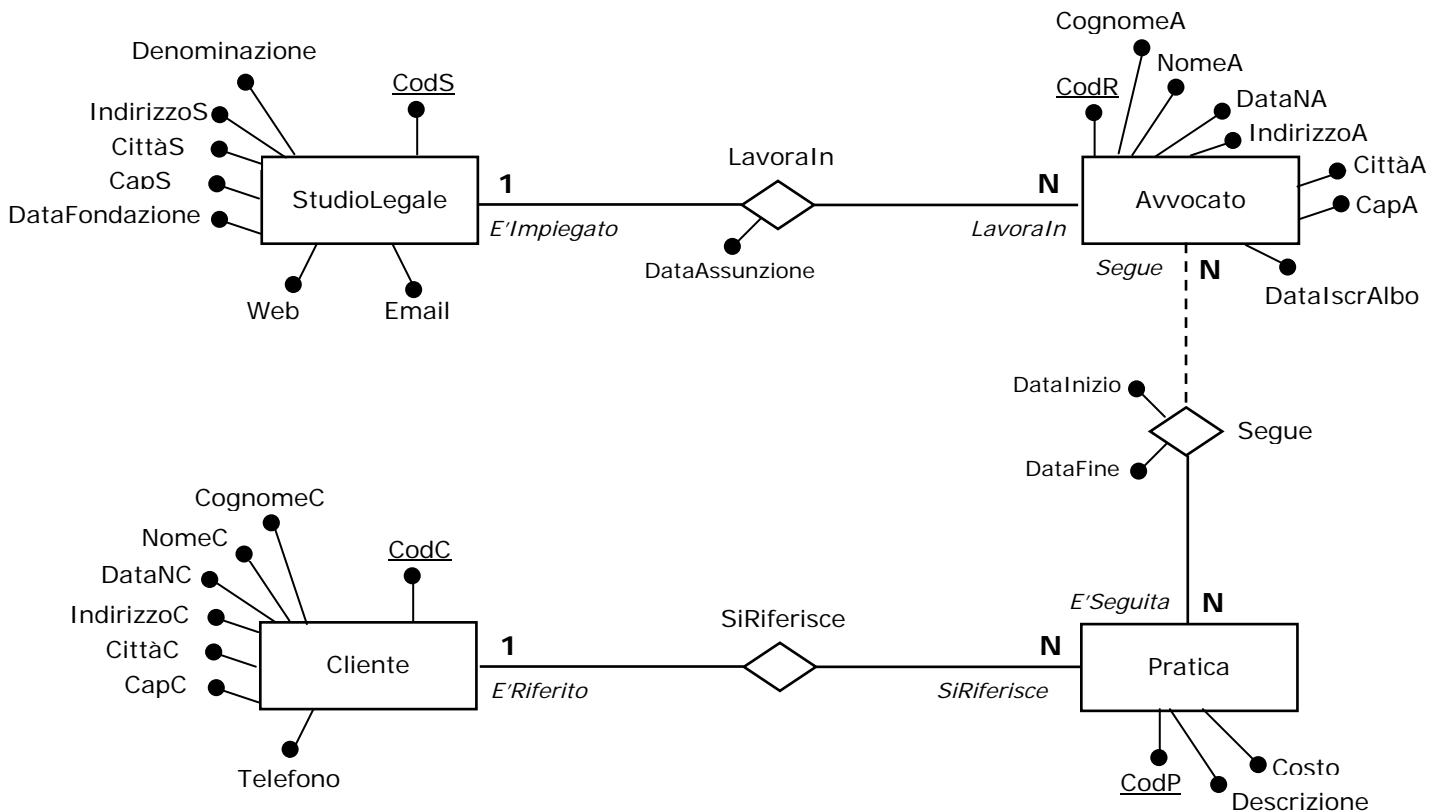 CognomeA
Denominazione
NomeA
CodS
CodR
DataNA
IndirizzoS
IndirizzoA
CittàS
LavoraIn
CittàA
CapS
1
N
StudioLegale
Avvocato
CapA
DataFondazione
E'Impiegato
LavoraIn
Segue
N
DataAssunzione
DataIscrAlbo
Web
Email
DataInizio
Segue
DataFine
CognomeC
NomeC
CodC
DataNC
E'Seguita
N
IndirizzoC
SiRiferisce
CittàC
1
N
Cliente
Pratica
CapC
E'Riferito
SiRiferisce
Telefono
Costo
CodP
Descrizione